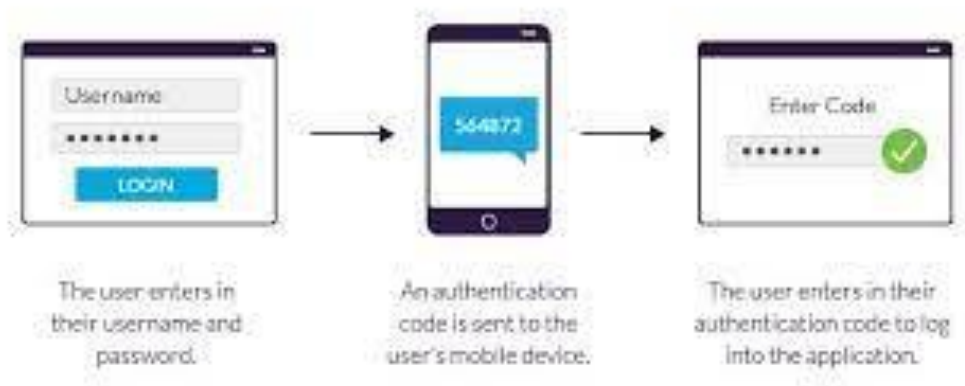 Username
LOGIN
564872
Enter Code
The user enters in
their username and
password.
An authentication
code is sent to the
user's mobile device.
The user enters in their
authentication code to log
into the application.